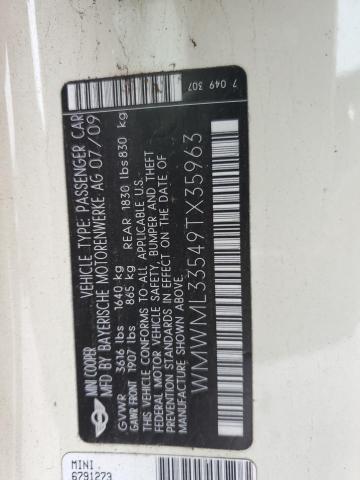 MINI COOPER VEHICLE TYPE: PASSENGER CAR
MFD BY BAYERISCHE MOTORENWERKE AG 07/09
GVWR 3616 lbs 1640 kg
GAWR FRONT 1907 lbs 865 kg REAR 1830 lbs 830 kg
THIS VEHICLE CONFORMS TO ALL APPLICABLE U.S.
FEDERAL MOTOR VEHICLE SAFETY, BUMPER AND THEFT
PREVENTION STANDARDS IN EFFECT ON THE DATE OF
MANUFACTURE SHOWN ABOVE.
WMWML33549TX35963
7 049 307
MINI
6791273